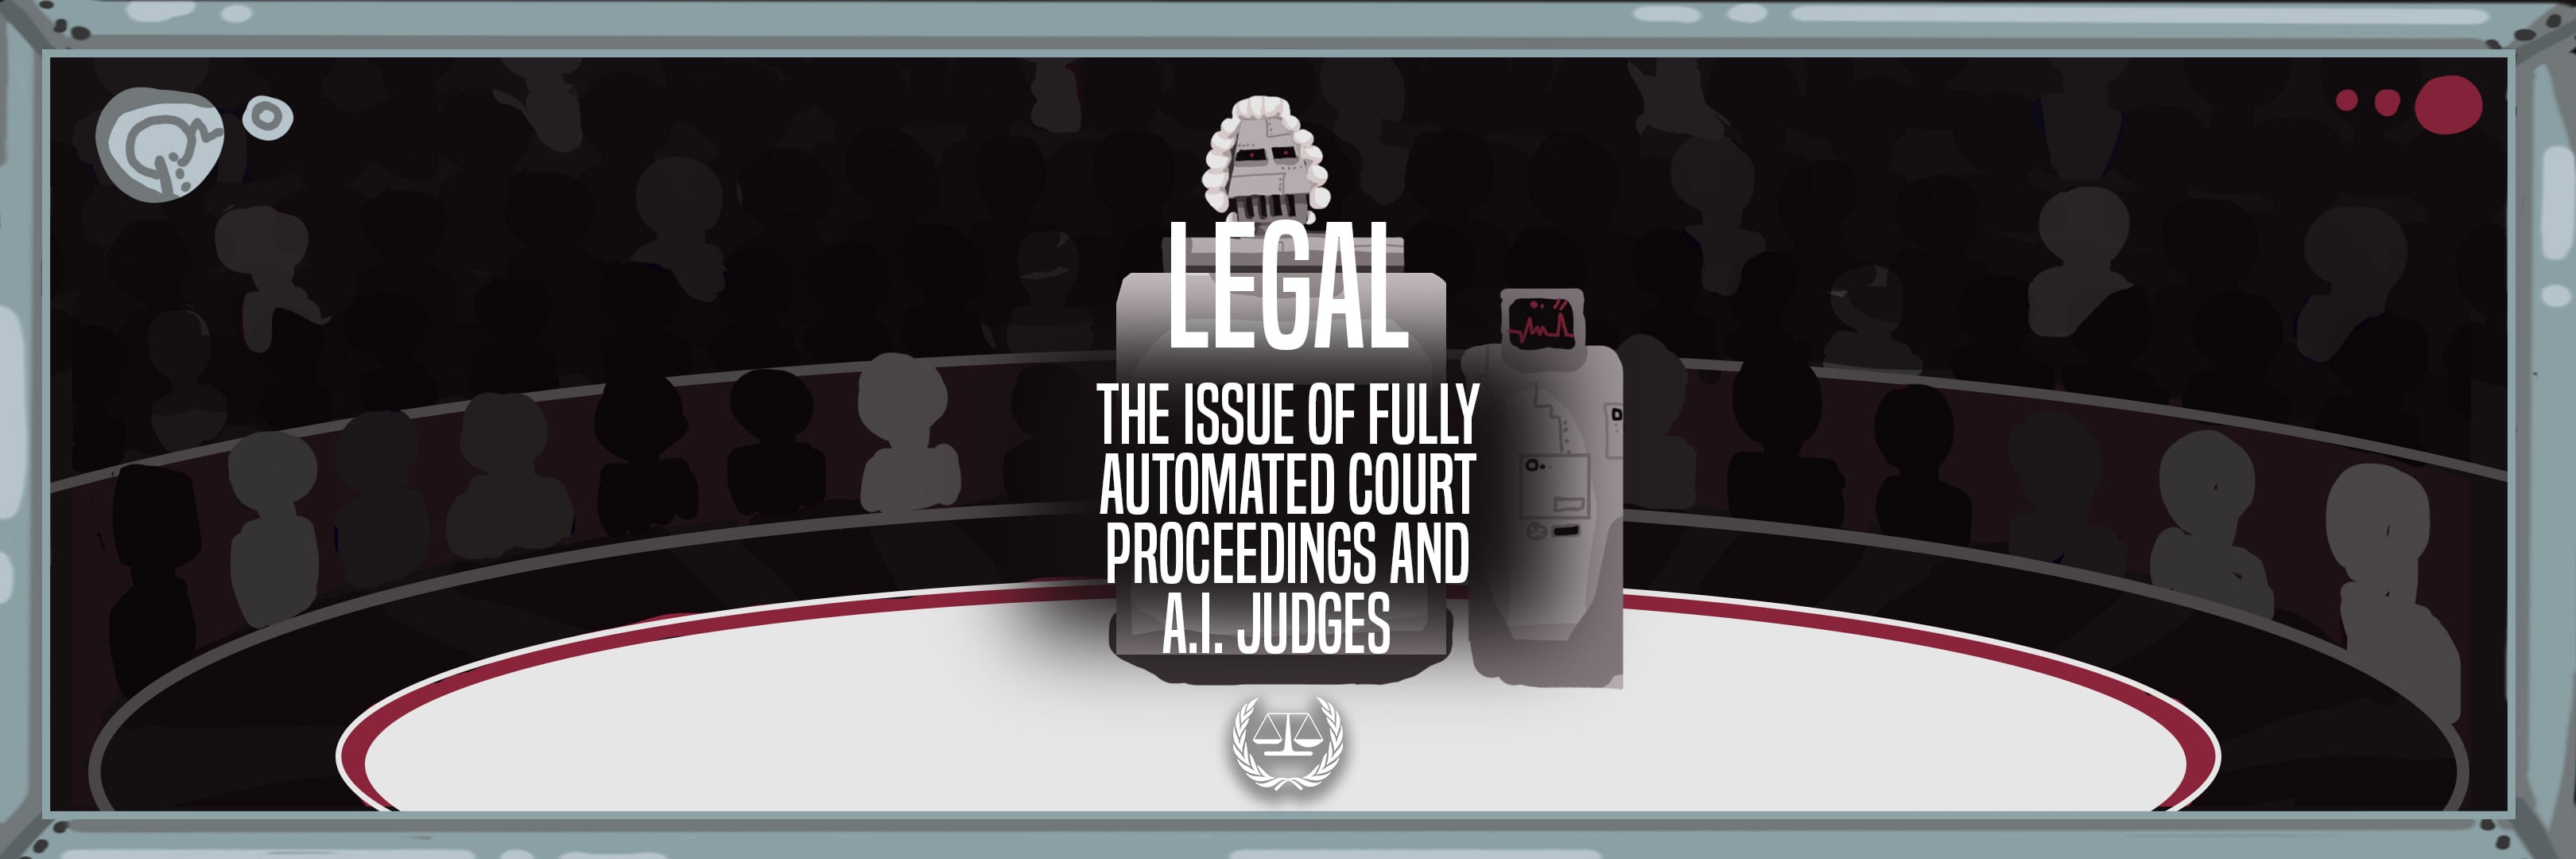 LEGAL
THE ISSUE OF FULLY
AUTOMATED COURT
PROCEEDINGS AND
A.I. JUDGES